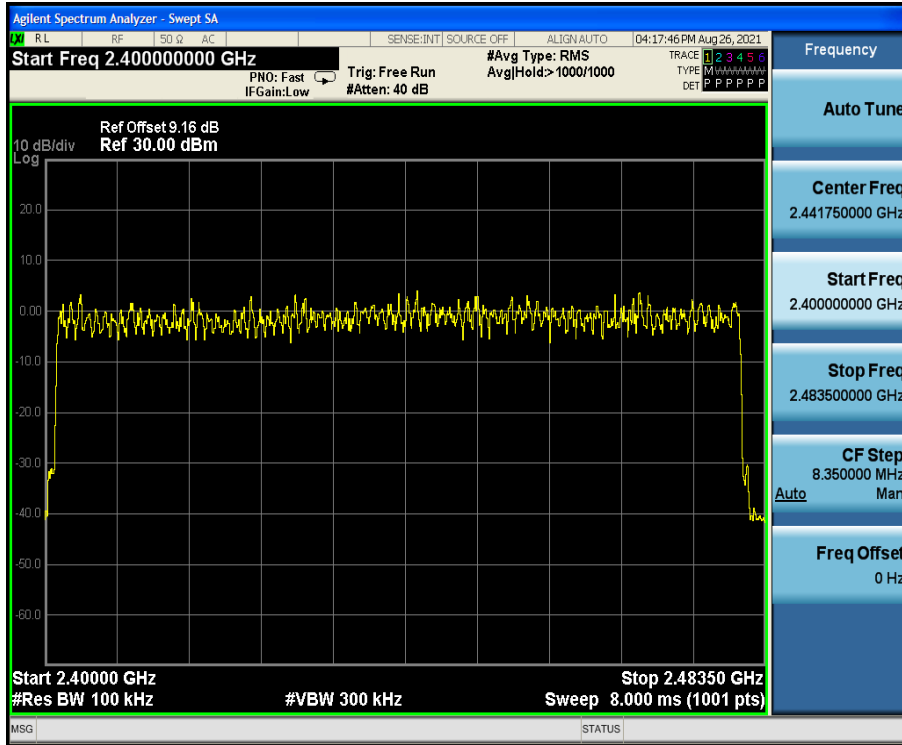 Agilent Spectrum Analyzer - Swept SA
LXI RL RF 50 Ω AC SENSE:INT SOURCE OFF ALIGN AUTO 04:17:46 PM Aug 26, 2021
Start Freq 2.400000000 GHz
PNO: Fast
IFGain:Low
Trig: Free Run
#Atten: 40 dB
#Avg Type: RMS
Avg|Hold:>1000/1000
TRACE 1 2 3 4 5 6
TYPE M
DET P P P P P P
Ref Offset 9.16 dB
10 dB/div Ref 30.00 dBm
Log
20.0
10.0
0.00
-10.0
-20.0
-30.0
-40.0
-50.0
-60.0
Start 2.40000 GHz Stop 2.48350 GHz
#Res BW 100 kHz #VBW 300 kHz Sweep 8.000 ms (1001 pts)
MSG STATUS
Frequency
Auto Tune
Center Freq
2.441750000 GHz
Start Freq
2.400000000 GHz
Stop Freq
2.483500000 GHz
CF Step
8.350000 MHz
Auto Man
Freq Offset
0 Hz